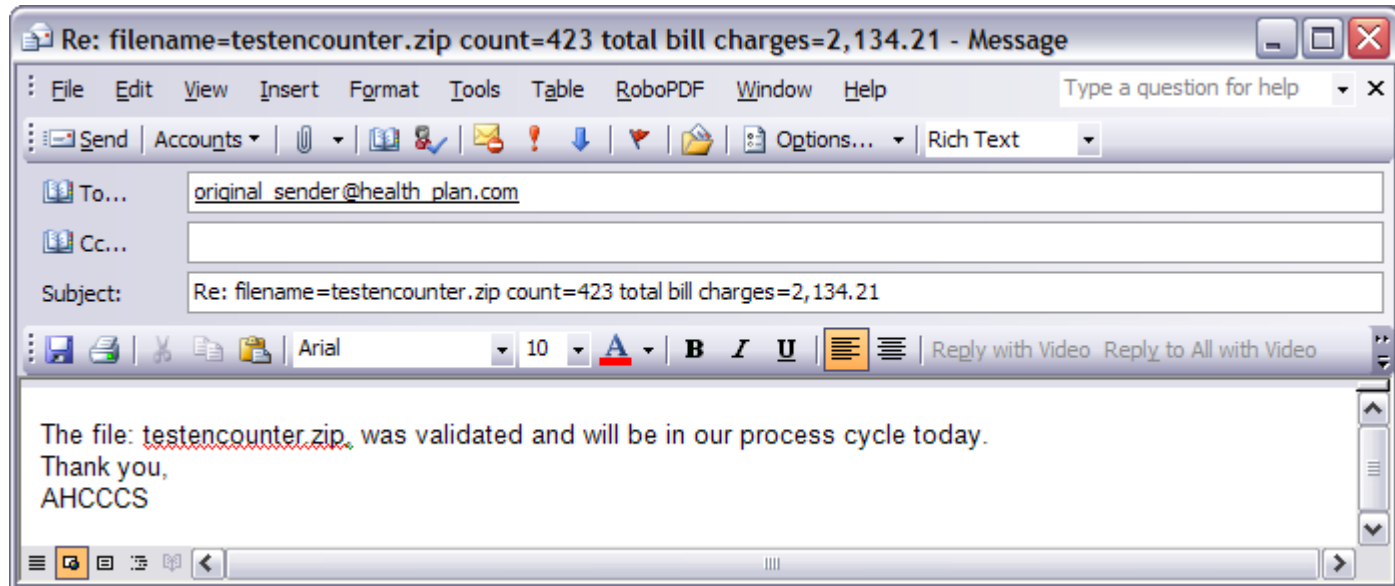 Re: filename=testencounter.zip count=423 total bill charges=2,134.21 - Message
File Edit View Insert Format Tools Table RoboPDF Window Help Type a question for help
Send Accounts Options... Rich Text
To... original_sender@health_plan.com
Cc...
Subject: Re: filename=testencounter.zip count=423 total bill charges=2,134.21
Arial 10 A B I U Reply with Video Reply to All with Video
The file: testencounter.zip, was validated and will be in our process cycle today.
Thank you,
AHCCCS